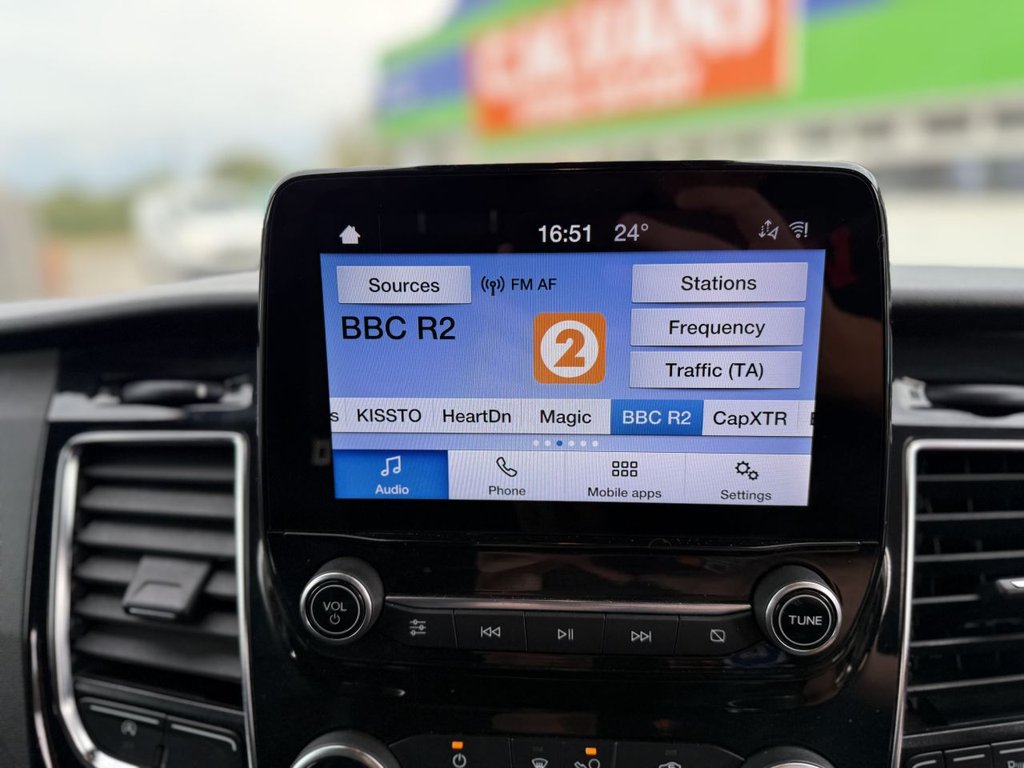 16:51 24°
Sources FM AF Stations
BBC R2 2 Frequency
Traffic (TA)
s KISSTO HeartDn Magic BBC R2 CapXTR
Audio Phone Mobile apps Settings
VOL TUNE